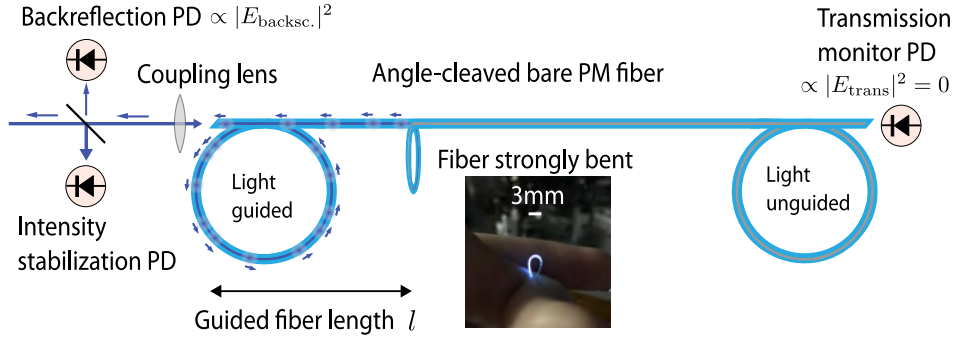 Backreflection PD ∝ |E_backsc.|²
Transmission
monitor PD
∝ |E_trans|² = 0
Coupling lens
Angle-cleaved bare PM fiber
Fiber strongly bent
3mm
Light
guided
Light
unguided
Intensity
stabilization PD
Guided fiber length l